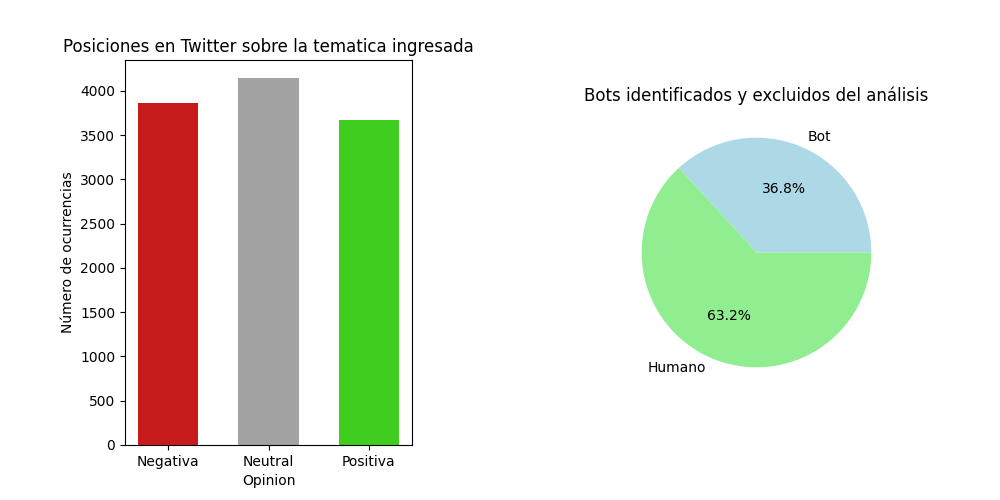 Posiciones en Twitter sobre la tematica ingresada
Número de ocurrencias
4000
3500
3000
2500
2000
1500
1000
500
0
Negativa
Neutral
Positiva
Opinion
Bots identificados y excluidos del análisis
Bot
36.8%
63.2%
Humano